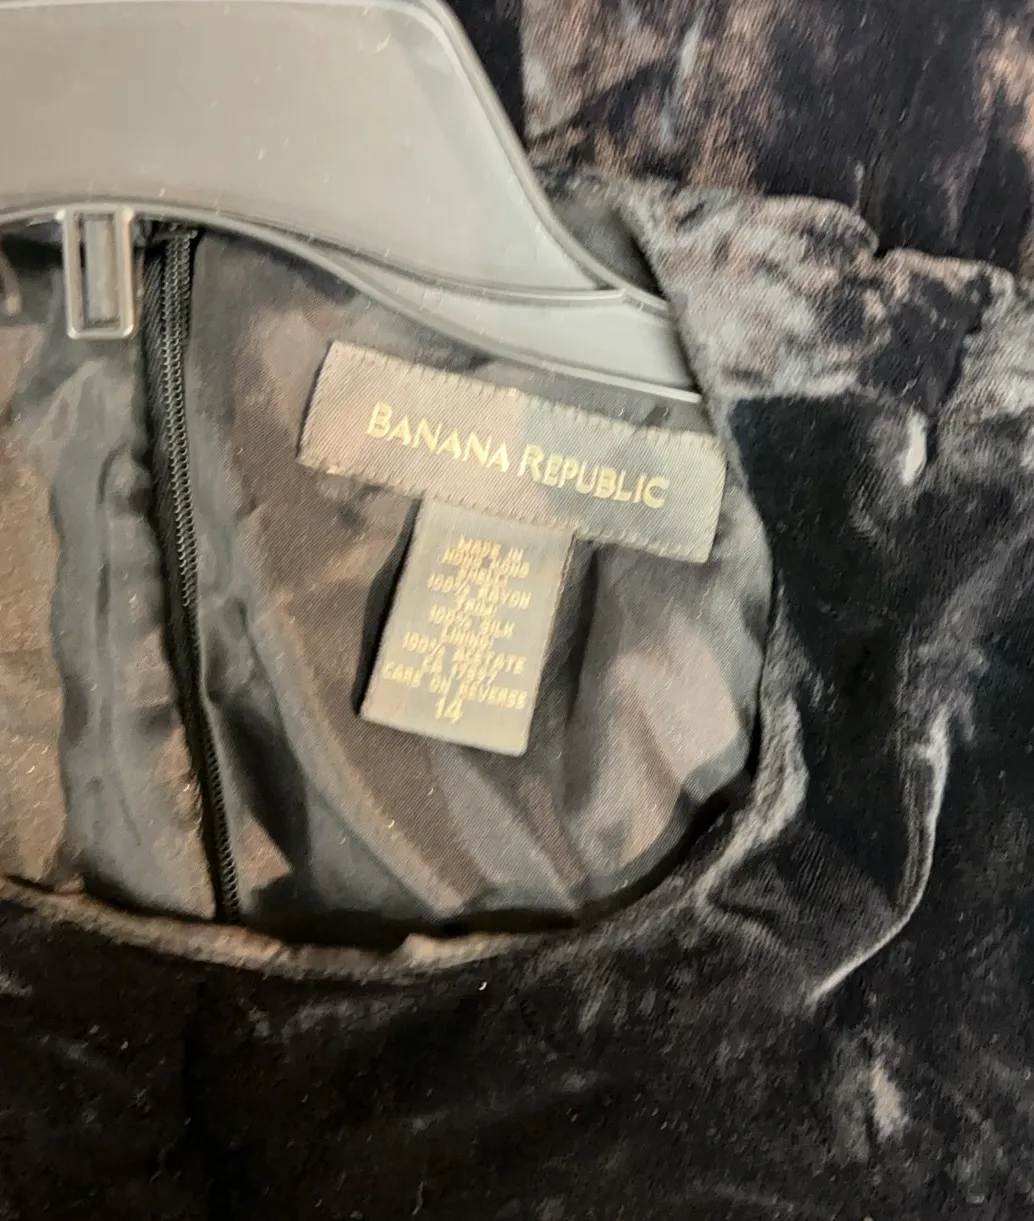 BANANA REPUBLIC
MADE IN
HONG KONG
SHELL
100% RAYON
TRIM
100% SILK
LINING
100% ACETATE
CARE ON REVERSE
14